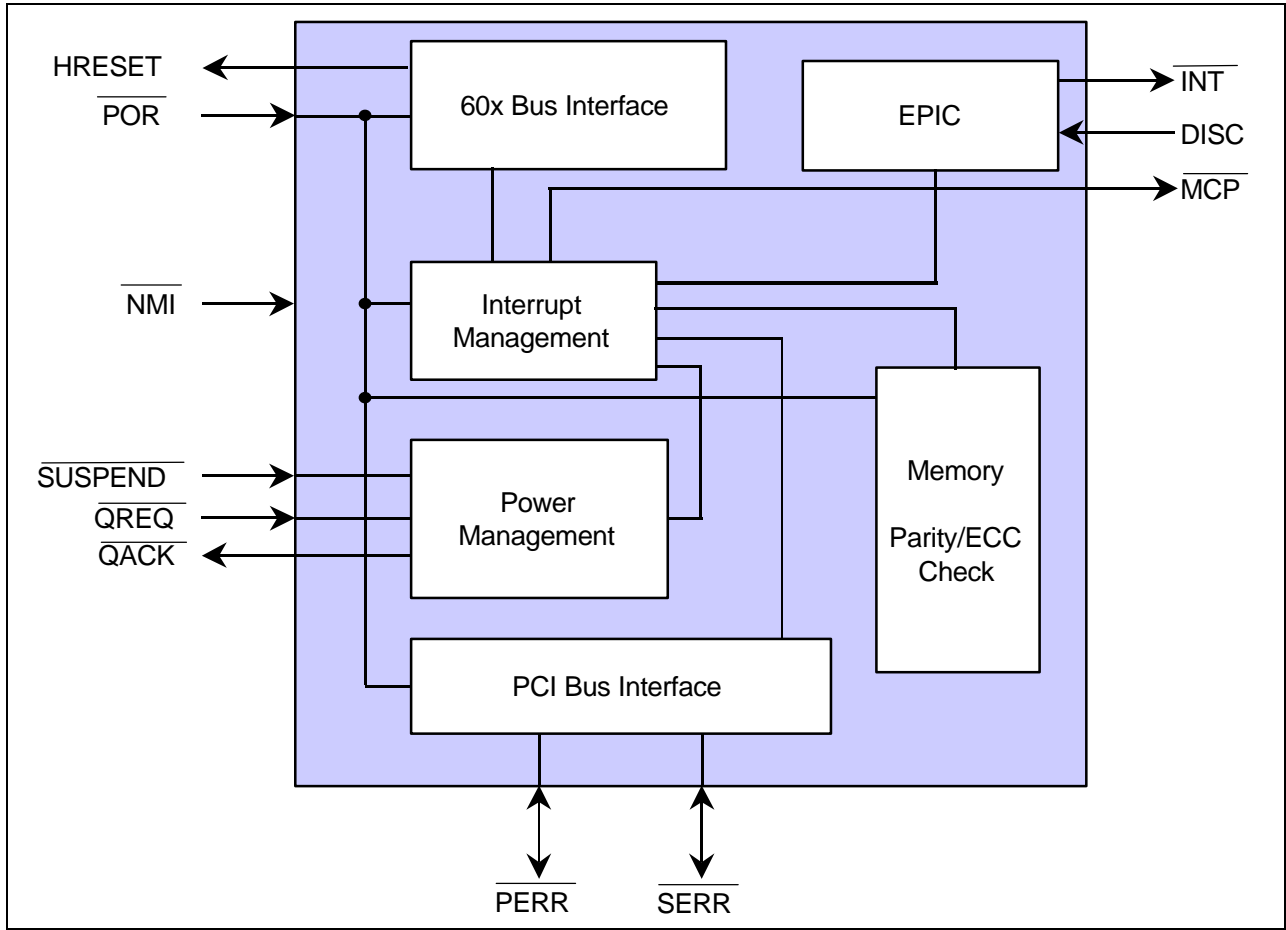 HRESET
POR
60x Bus Interface
EPIC
INT
DISC
MCP
NMI
Interrupt
Management
SUSPEND
QREQ
QACK
Power
Management
Memory
Parity/ECC
Check
PCI Bus Interface
PERR
SERR